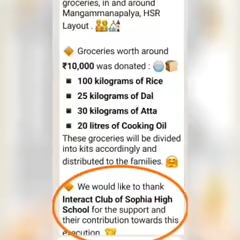 groceries, in and around
Mangammanapalya, HSR
Layout . 👨‍👩‍👧‍👦🏘️
🔸 Groceries worth around
₹10,000 was donated : 🍚🍞
▪️ 100 kilograms of Rice
▪️ 25 kilograms of Dal
▪️ 30 kilograms of Atta
▪️ 20 litres of Cooking Oil
These groceries will be divided
into kits accordingly and
distributed to the families. 🤗
🔸 We would like to thank
Interact Club of Sophia High
School for the support and
their contribution towards this
execution.